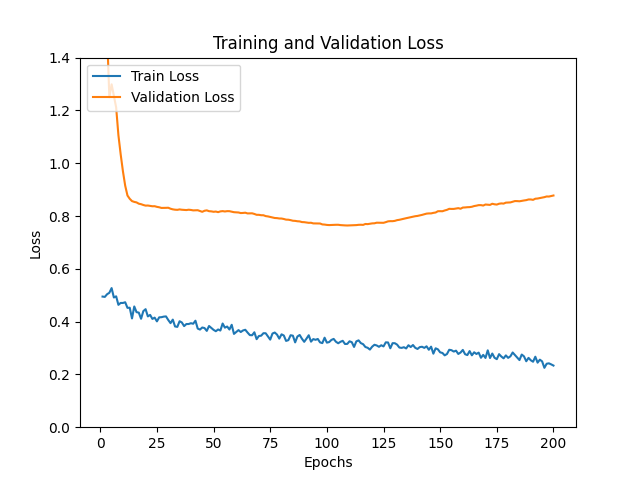 Training and Validation Loss
Train Loss
Validation Loss
1.4
1.2
1.0
0.8
0.6
0.4
0.2
0.0
Loss
0 25 50 75 100 125 150 175 200
Epochs